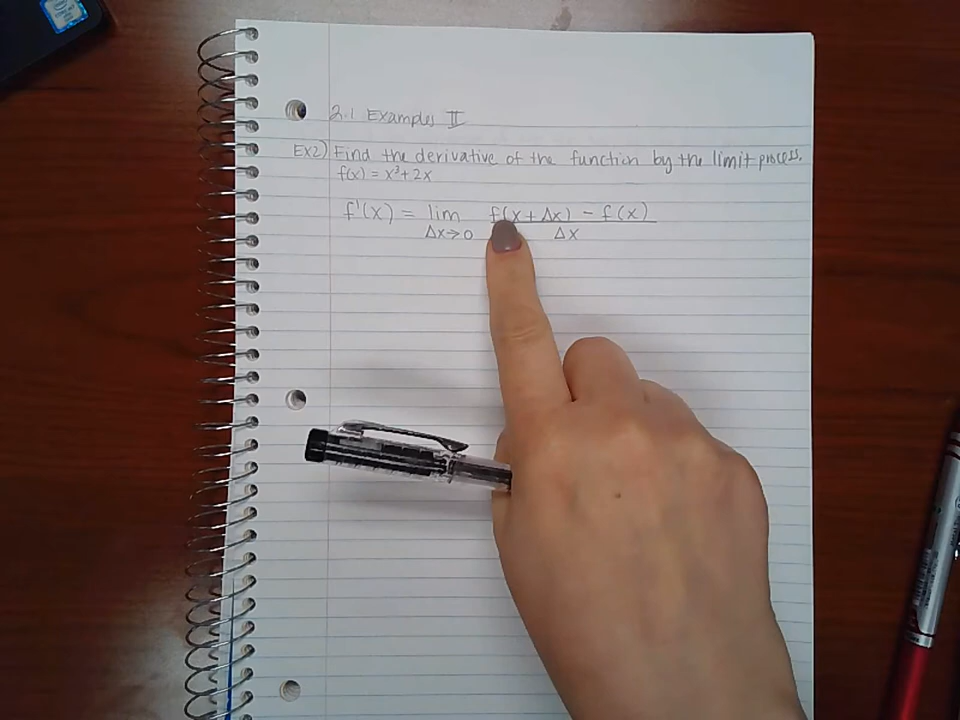 2.1 Examples II
Ex2) Find the derivative of the function by the limit process.
f(x) = x³ + 2x
f'(x) = lim f(x + Δx) - f(x)
Δx→0 Δx